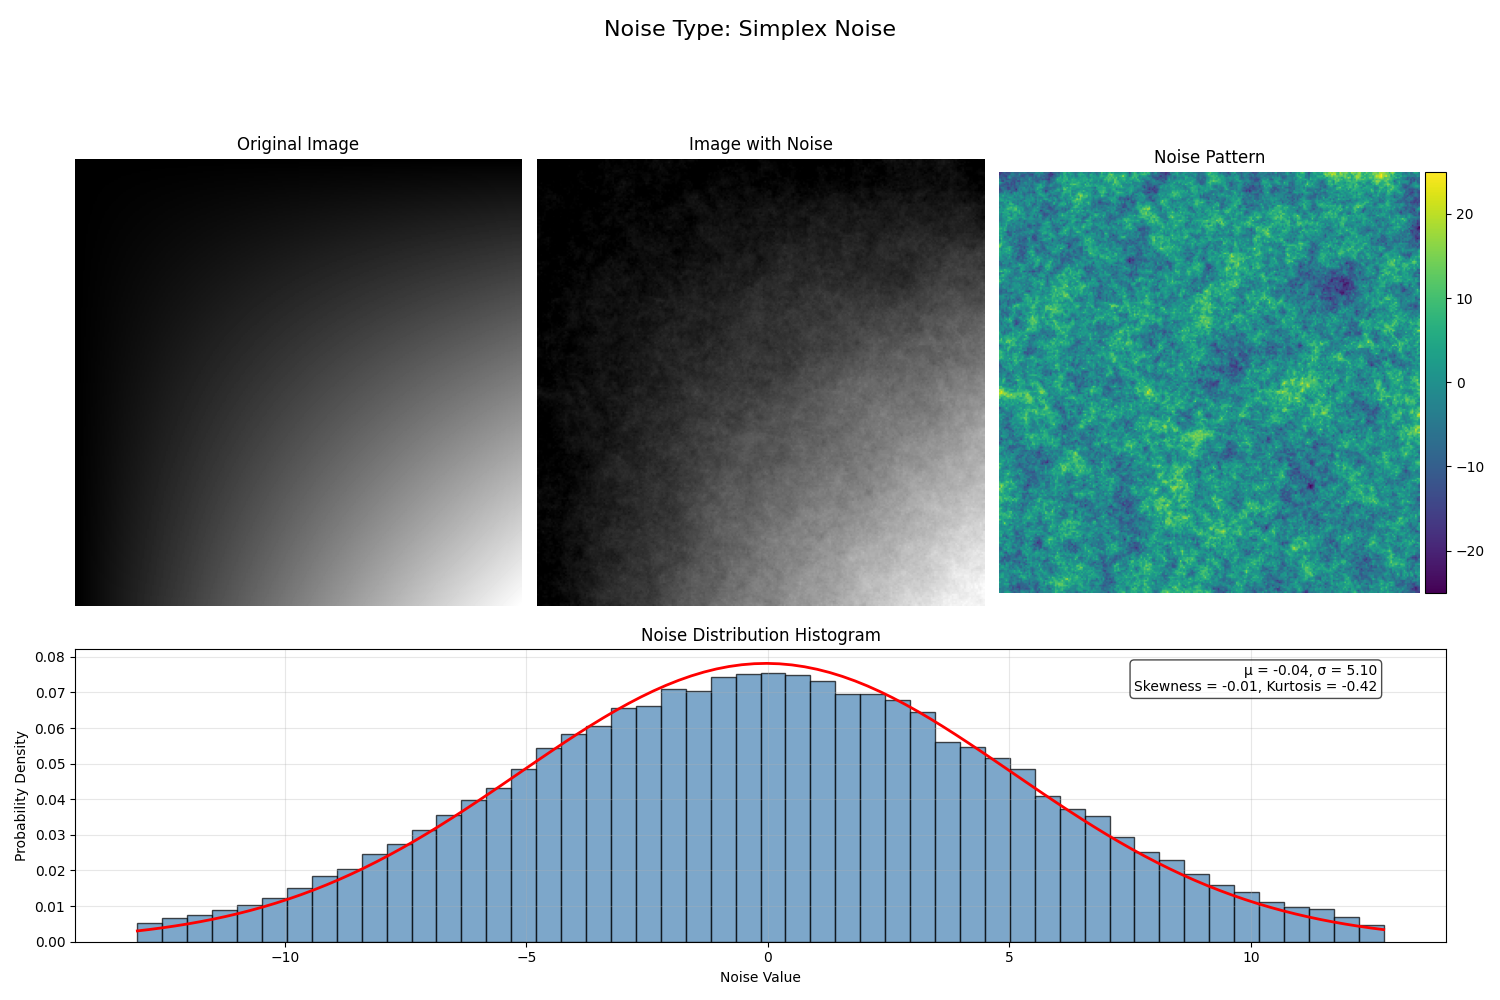 Noise Type: Simplex Noise
Original Image
Image with Noise
Noise Pattern
20
10
0
−10
−20
Noise Distribution Histogram
μ = -0.04, σ = 5.10
Skewness = -0.01, Kurtosis = -0.42
Probability Density
0.08
0.07
0.06
0.05
0.04
0.03
0.02
0.01
0.00
−10
−5
0
5
10
Noise Value